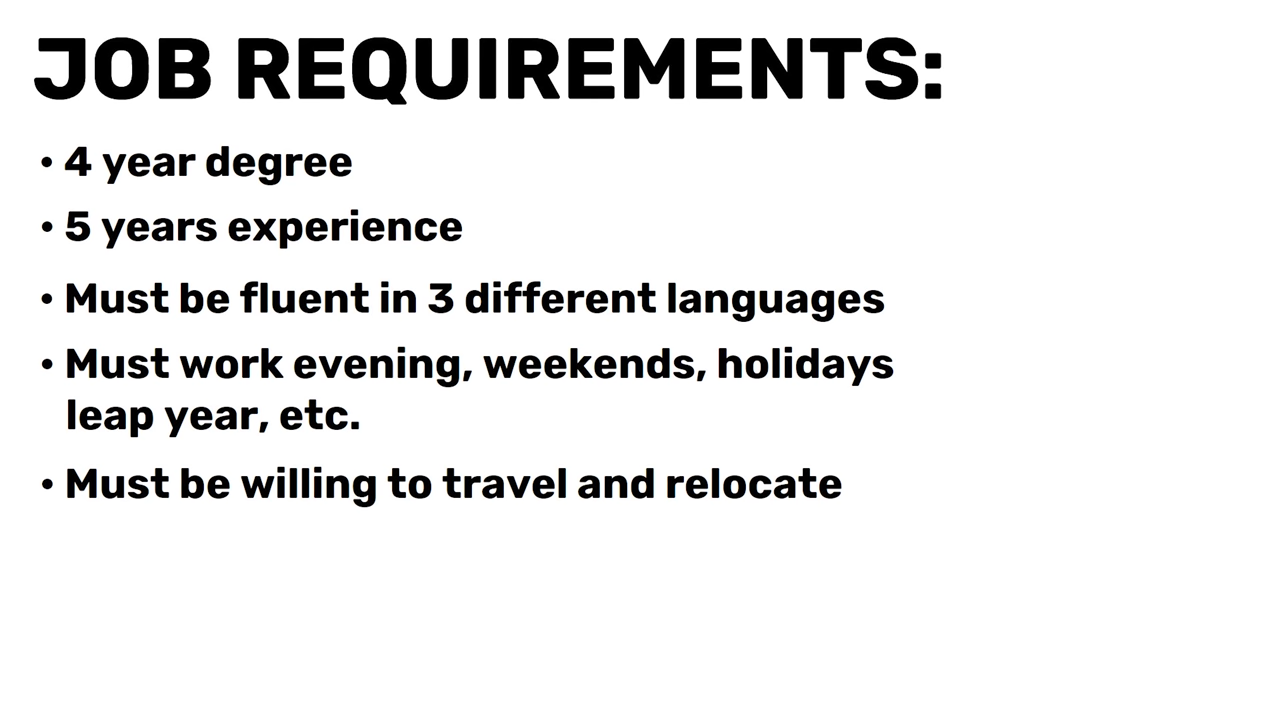 JOB REQUIREMENTS:
• 4 year degree
• 5 years experience
• Must be fluent in 3 different languages
• Must work evening, weekends, holidays
leap year, etc.
• Must be willing to travel and relocate